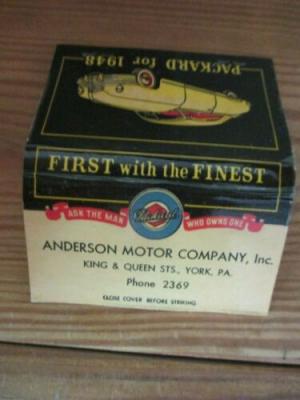 PACKARD for 1948
FIRST with the FINEST
ASK THE MAN Packard WHO OWNS ONE
ANDERSON MOTOR COMPANY, Inc.
KING & QUEEN STS., YORK, PA.
Phone 2369
CLOSE COVER BEFORE STRIKING